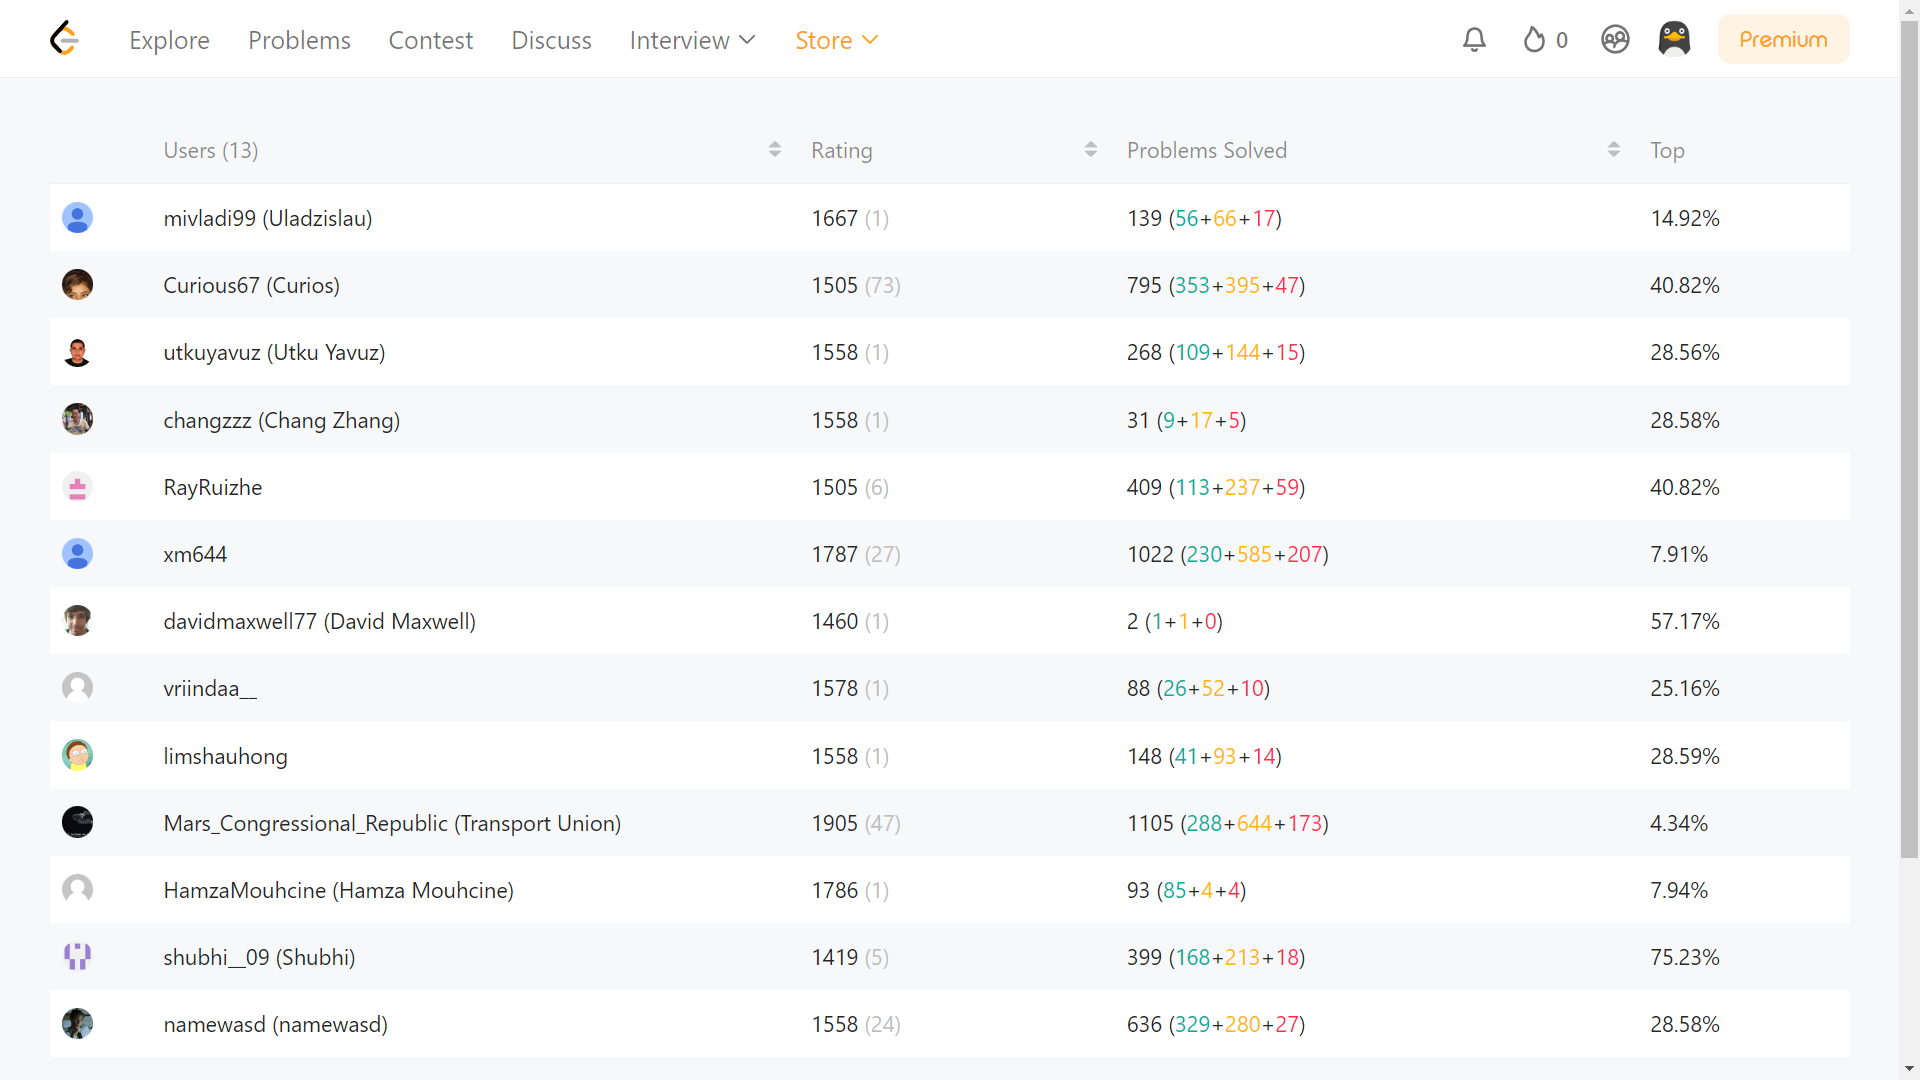 Explore Problems Contest Discuss Interview Store 0 Premium
Users (13) Rating Problems Solved Top
mivladi99 (Uladzislau) 1667 (1) 139 (56+66+17) 14.92%
Curious67 (Curios) 1505 (73) 795 (353+395+47) 40.82%
utkuyavuz (Utku Yavuz) 1558 (1) 268 (109+144+15) 28.56%
changzzz (Chang Zhang) 1558 (1) 31 (9+17+5) 28.58%
RayRuizhe 1505 (6) 409 (113+237+59) 40.82%
xm644 1787 (27) 1022 (230+585+207) 7.91%
davidmaxwell77 (David Maxwell) 1460 (1) 2 (1+1+0) 57.17%
vriindaa__ 1578 (1) 88 (26+52+10) 25.16%
limshauhong 1558 (1) 148 (41+93+14) 28.59%
Mars_Congressional_Republic (Transport Union) 1905 (47) 1105 (288+644+173) 4.34%
HamzaMouhcine (Hamza Mouhcine) 1786 (1) 93 (85+4+4) 7.94%
shubhi__09 (Shubhi) 1419 (5) 399 (168+213+18) 75.23%
namewasd (namewasd) 1558 (24) 636 (329+280+27) 28.58%